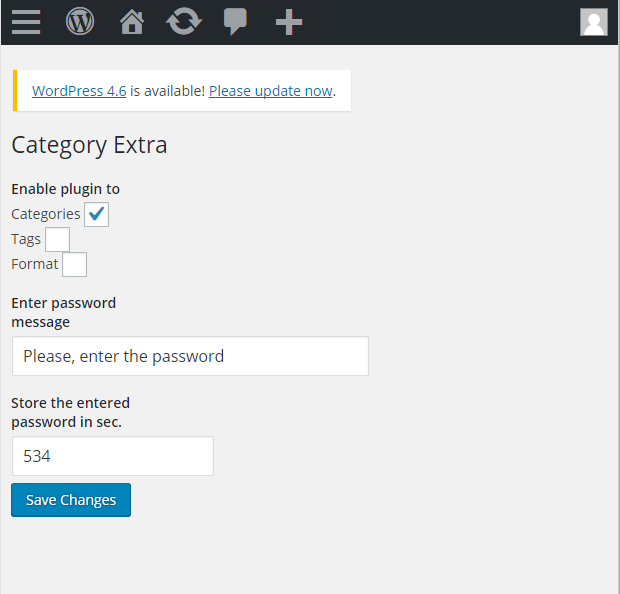 WordPress 4.6 is available! Please update now.
Category Extra
Enable plugin to
Categories
Tags
Format
Enter password
message
Please, enter the password
Store the entered
password in sec.
534
Save Changes